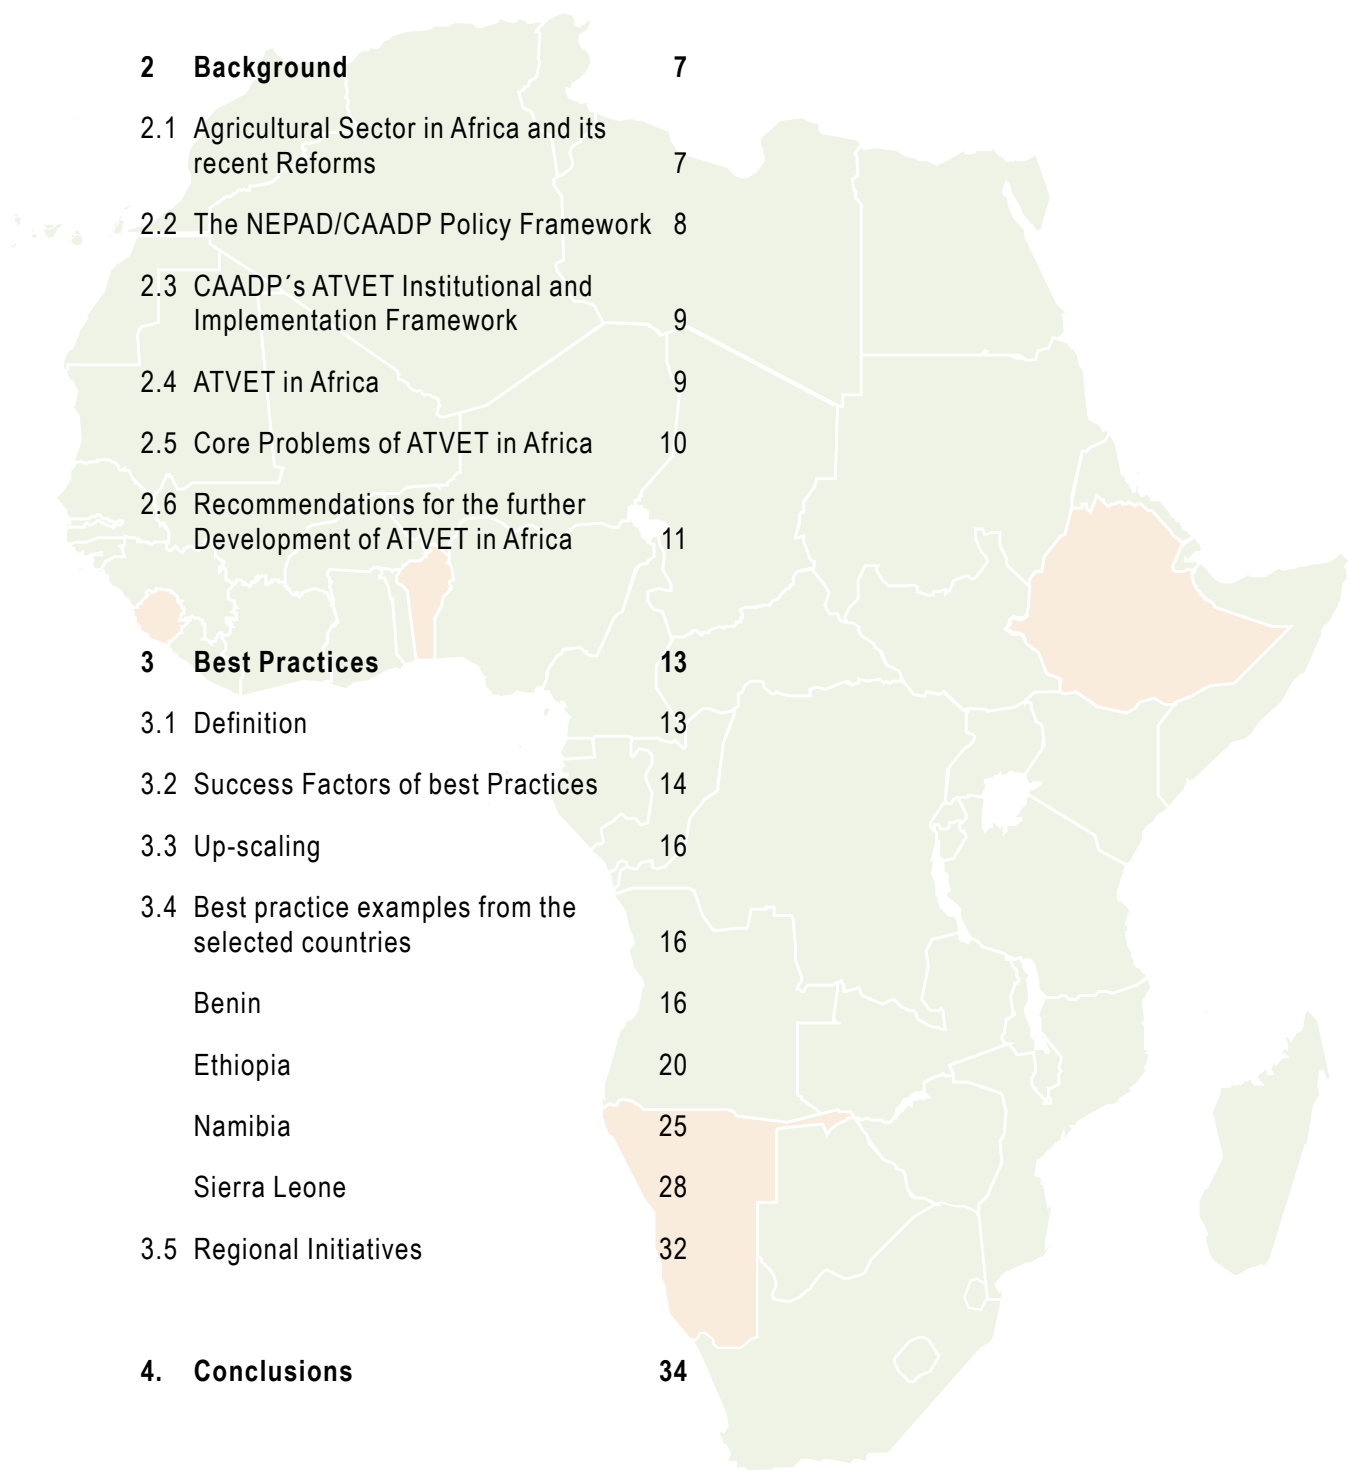 2 Background 7
2.1 Agricultural Sector in Africa and its
recent Reforms 7
2.2 The NEPAD/CAADP Policy Framework 8
2.3 CAADP´s ATVET Institutional and
Implementation Framework 9
2.4 ATVET in Africa 9
2.5 Core Problems of ATVET in Africa 10
2.6 Recommendations for the further
Development of ATVET in Africa 11
3 Best Practices 13
3.1 Definition 13
3.2 Success Factors of best Practices 14
3.3 Up-scaling 16
3.4 Best practice examples from the
selected countries 16
Benin 16
Ethiopia 20
Namibia 25
Sierra Leone 28
3.5 Regional Initiatives 32
4. Conclusions 34